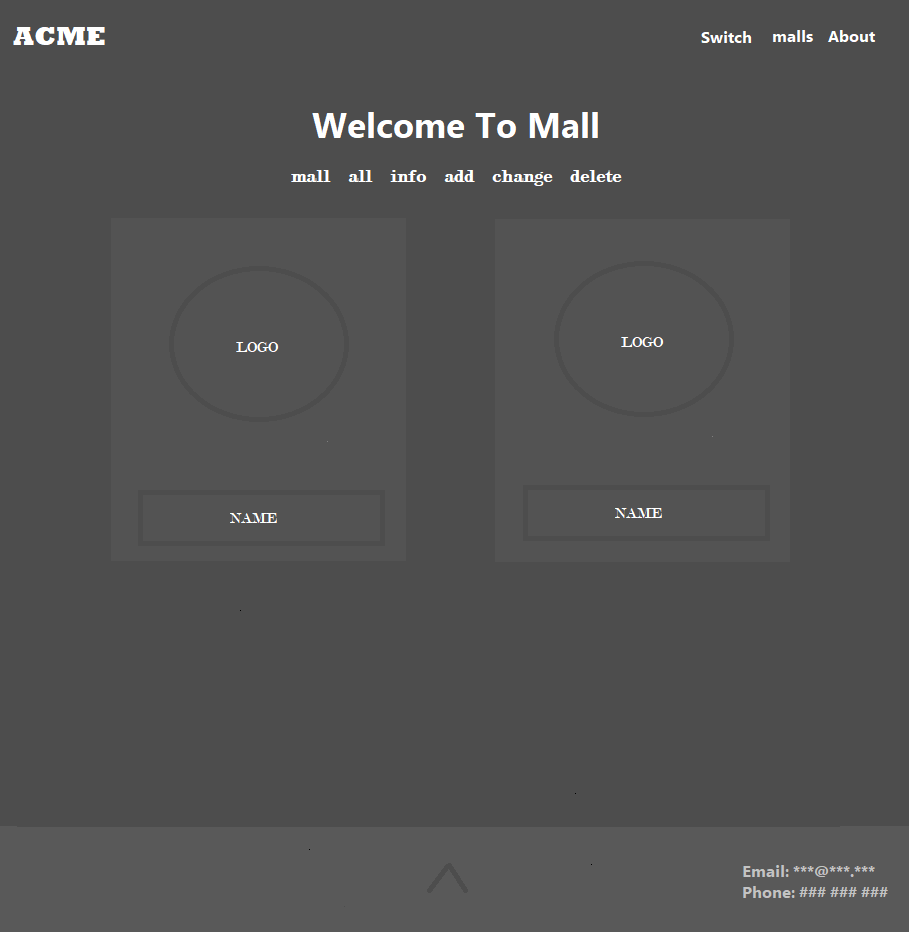 ACME
Switch malls About
Welcome To Mall
mall all info add change delete
LOGO
LOGO
NAME
NAME
Email: ***@***.***
Phone: ### ### ###